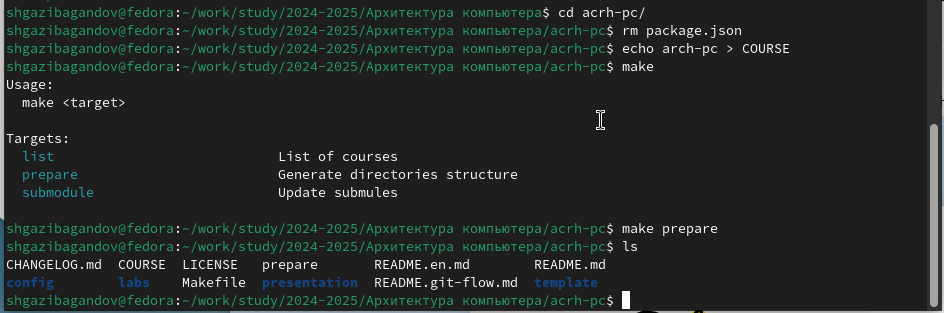 shgazibagandov@fedora:~/work/study/2024-2025/Архитектура компьютера$ cd acrh-pc/
shgazibagandov@fedora:~/work/study/2024-2025/Архитектура компьютера/acrh-pc$ rm package.json
shgazibagandov@fedora:~/work/study/2024-2025/Архитектура компьютера/acrh-pc$ echo arch-pc > COURSE
shgazibagandov@fedora:~/work/study/2024-2025/Архитектура компьютера/acrh-pc$ make
Usage:
  make <target>
Targets:
  list                            List of courses
  prepare                         Generate directories structure
  submodule                       Update submules
shgazibagandov@fedora:~/work/study/2024-2025/Архитектура компьютера/acrh-pc$ make prepare
shgazibagandov@fedora:~/work/study/2024-2025/Архитектура компьютера/acrh-pc$ ls
CHANGELOG.md  COURSE  LICENSE   prepare       README.en.md        README.md
config        labs    Makefile  presentation  README.git-flow.md  template
shgazibagandov@fedora:~/work/study/2024-2025/Архитектура компьютера/acrh-pc$